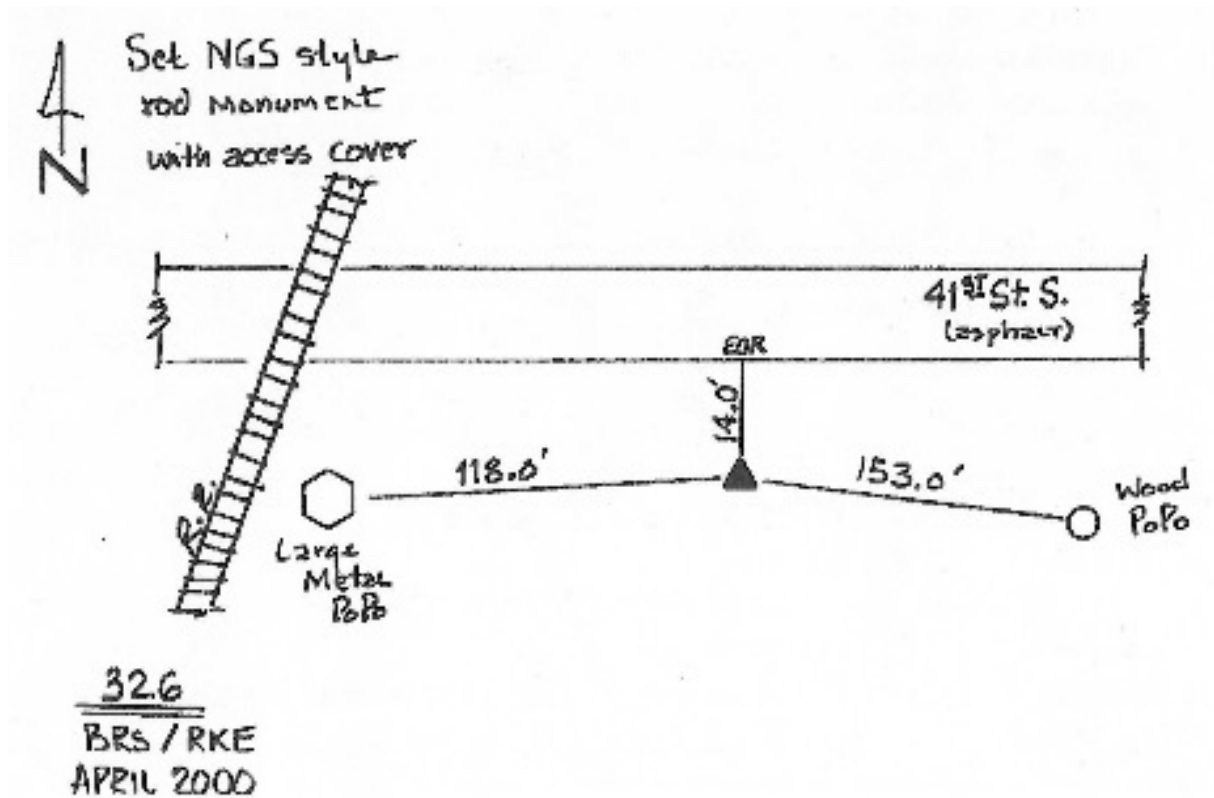 Set NGS style
rod monument
with access cover
N
41ST St. S.
(asphalt)
EOR
14.0'
118.0'
153.0'
Wood
PoPo
R.R.
Large
Metal
PoPo
32.6
BRS / RKE
APRIL 2000